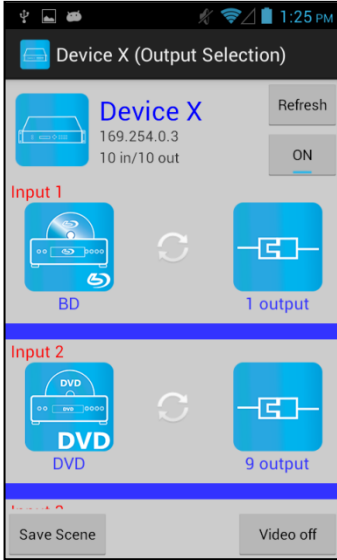 1:25 PM
Device X (Output Selection)
Device X
Refresh
169.254.0.3
10 in/10 out
ON
Input 1
BD
1 output
Input 2
DVD
DVD
DVD
9 output
Save Scene
Video off